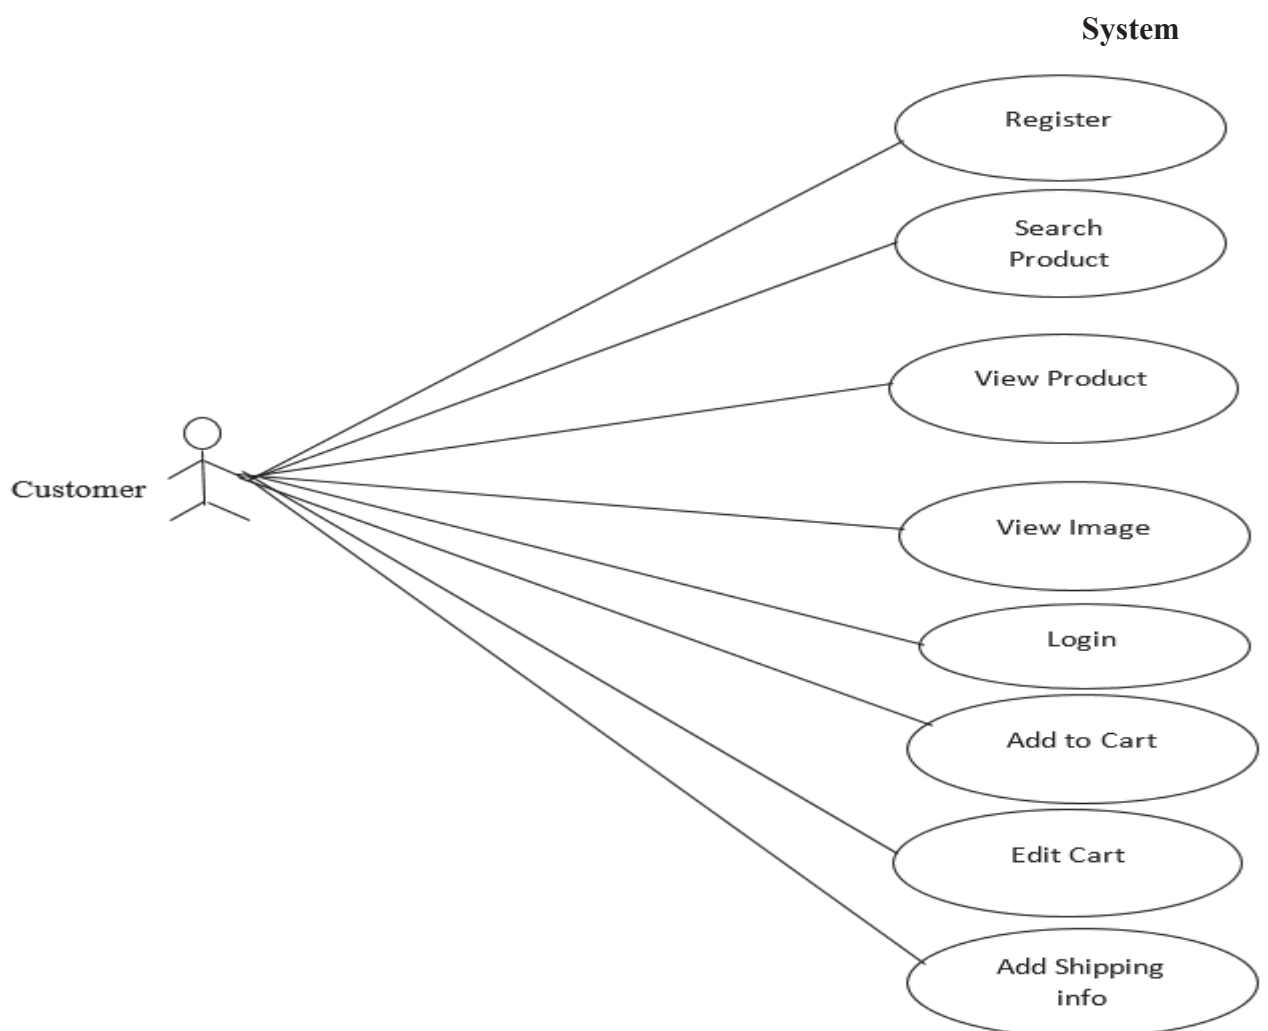 System
Register
Search
Product
View Product
Customer
View Image
Login
Add to Cart
Edit Cart
Add Shipping
info